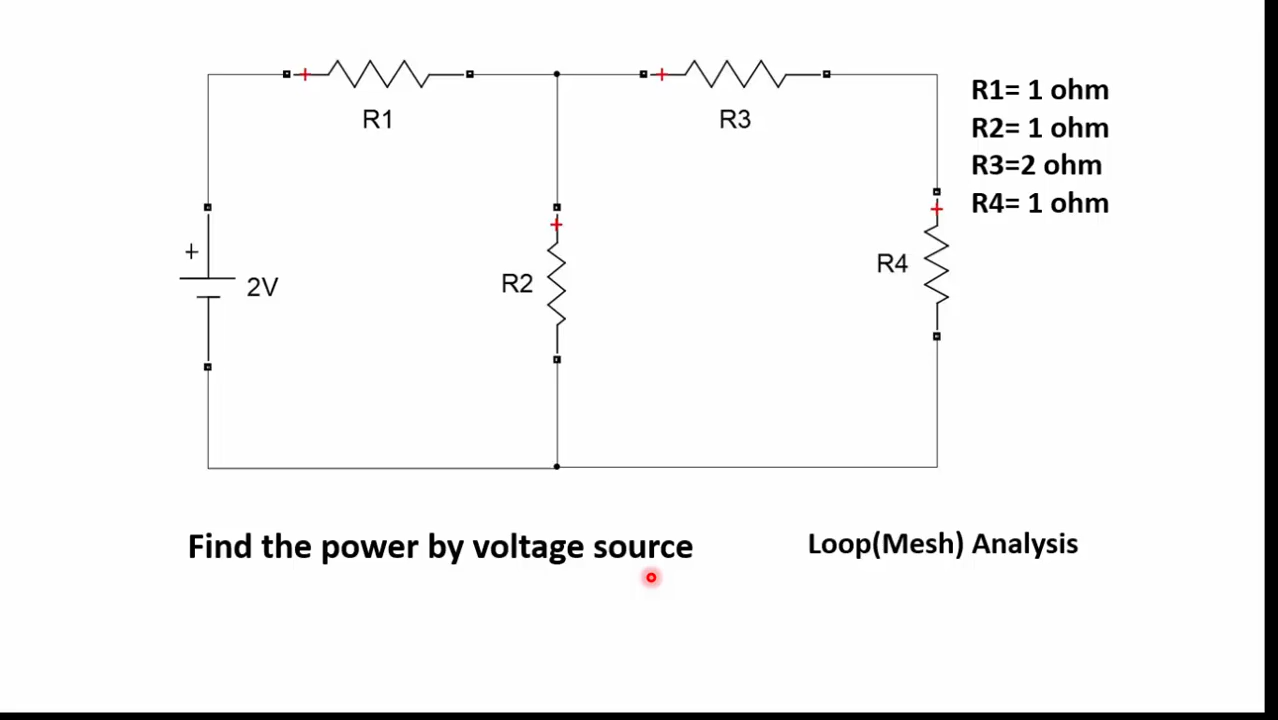 R1
R3
R1= 1 ohm
R2= 1 ohm
R3=2 ohm
R4= 1 ohm
+
2V
R2
R4
Find the power by voltage source
Loop(Mesh) Analysis